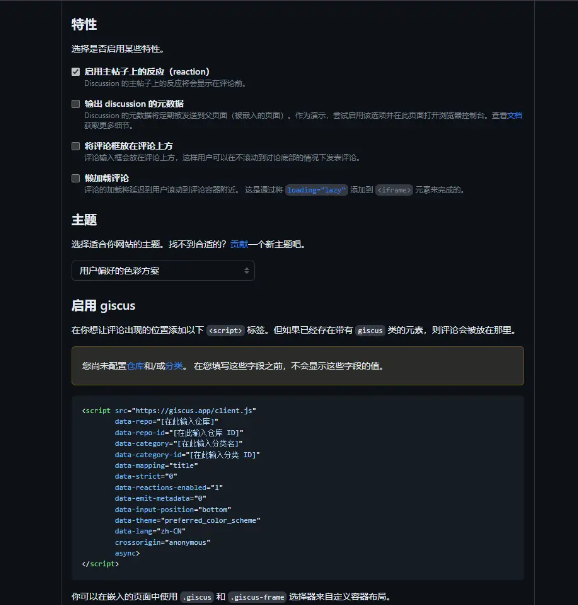 特性
选择是否启用某些特性。
启用主帖子上的反应（reaction）
Discussion 的主帖子上的反应将会显示在评论前。
输出 discussion 的元数据
Discussion 的元数据将定期被发送到父页面（被嵌入的页面）。作为演示，尝试启用该选项并在此页面打开浏览器控制台。查看文档
获取更多细节。
将评论框放在评论上方
评论输入框会放在评论上方，这样用户可以在不滚动到讨论底部的情况下发表评论。
懒加载评论
评论的加载将延迟到用户滚动到评论容器附近。 这是通过将 loading="lazy" 添加到 <iframe> 元素来完成的。
主题
选择适合你网站的主题。找不到合适的？贡献一个新主题吧。
用户偏好的色彩方案
启用 giscus
在你想让评论出现的位置添加以下 <script> 标签。但如果已经存在带有 giscus 类的元素，则评论会被放在那里。
您尚未配置仓库和/或分类。 在您填写这些字段之前，不会显示这些字段的值。
<script src="https://giscus.app/client.js"
data-repo="[在此输入仓库]"
data-repo-id="[在此输入仓库 ID]"
data-category="[在此输入分类名]"
data-category-id="[在此输入分类 ID]"
data-mapping="title"
data-strict="0"
data-reactions-enabled="1"
data-emit-metadata="0"
data-input-position="bottom"
data-theme="preferred_color_scheme"
data-lang="zh-CN"
crossorigin="anonymous"
async>
</script>
你可以在嵌入的页面中使用 .giscus 和 .giscus-frame 选择器来自定义容器布局。